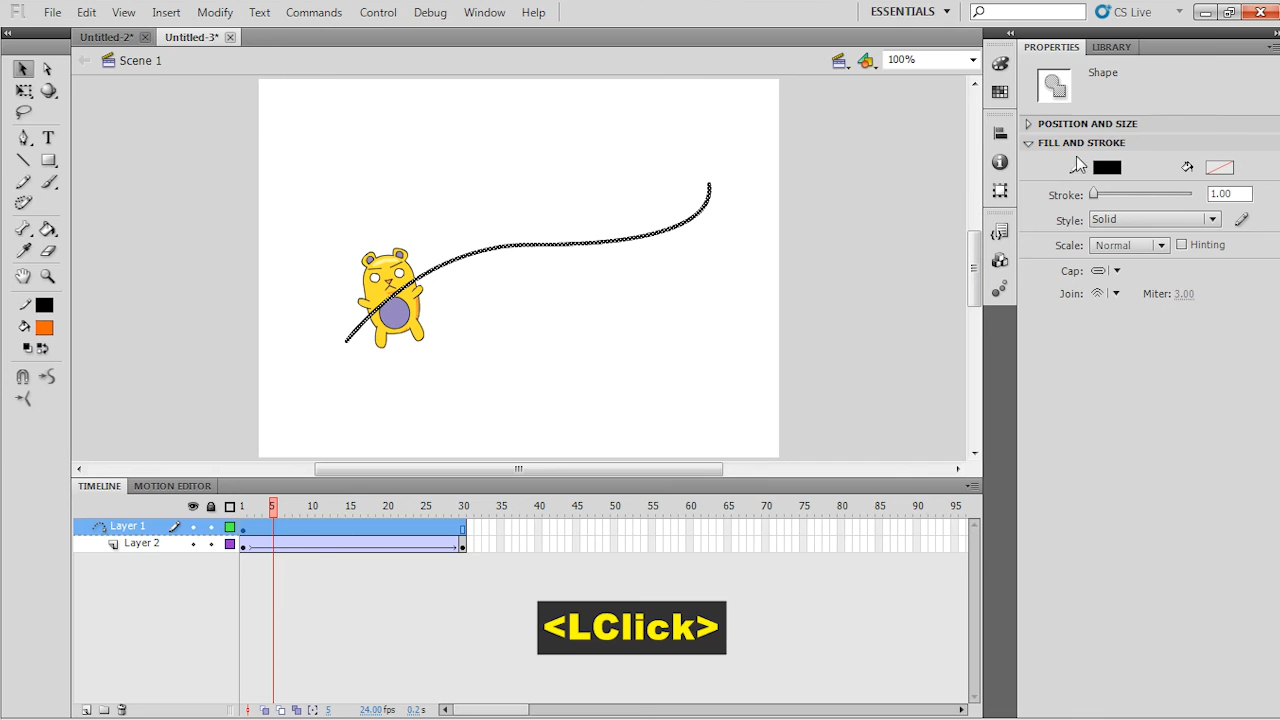 Fl File Edit View Insert Modify Text Commands Control Debug Window Help ESSENTIALS CS Live
Untitled-2* Untitled-3* PROPERTIES LIBRARY
Scene 1 100%
Shape
POSITION AND SIZE
FILL AND STROKE
Stroke: 1.00
Style: Solid
Scale: Normal Hinting
Cap:
Join: Miter: 3.00
TIMELINE MOTION EDITOR
1 5 10 15 20 25 30 35 40 45 50 55 60 65 70 75 80 85 90 95
Layer 1
Layer 2
<LClick>
5 24.00 fps 0.2 s